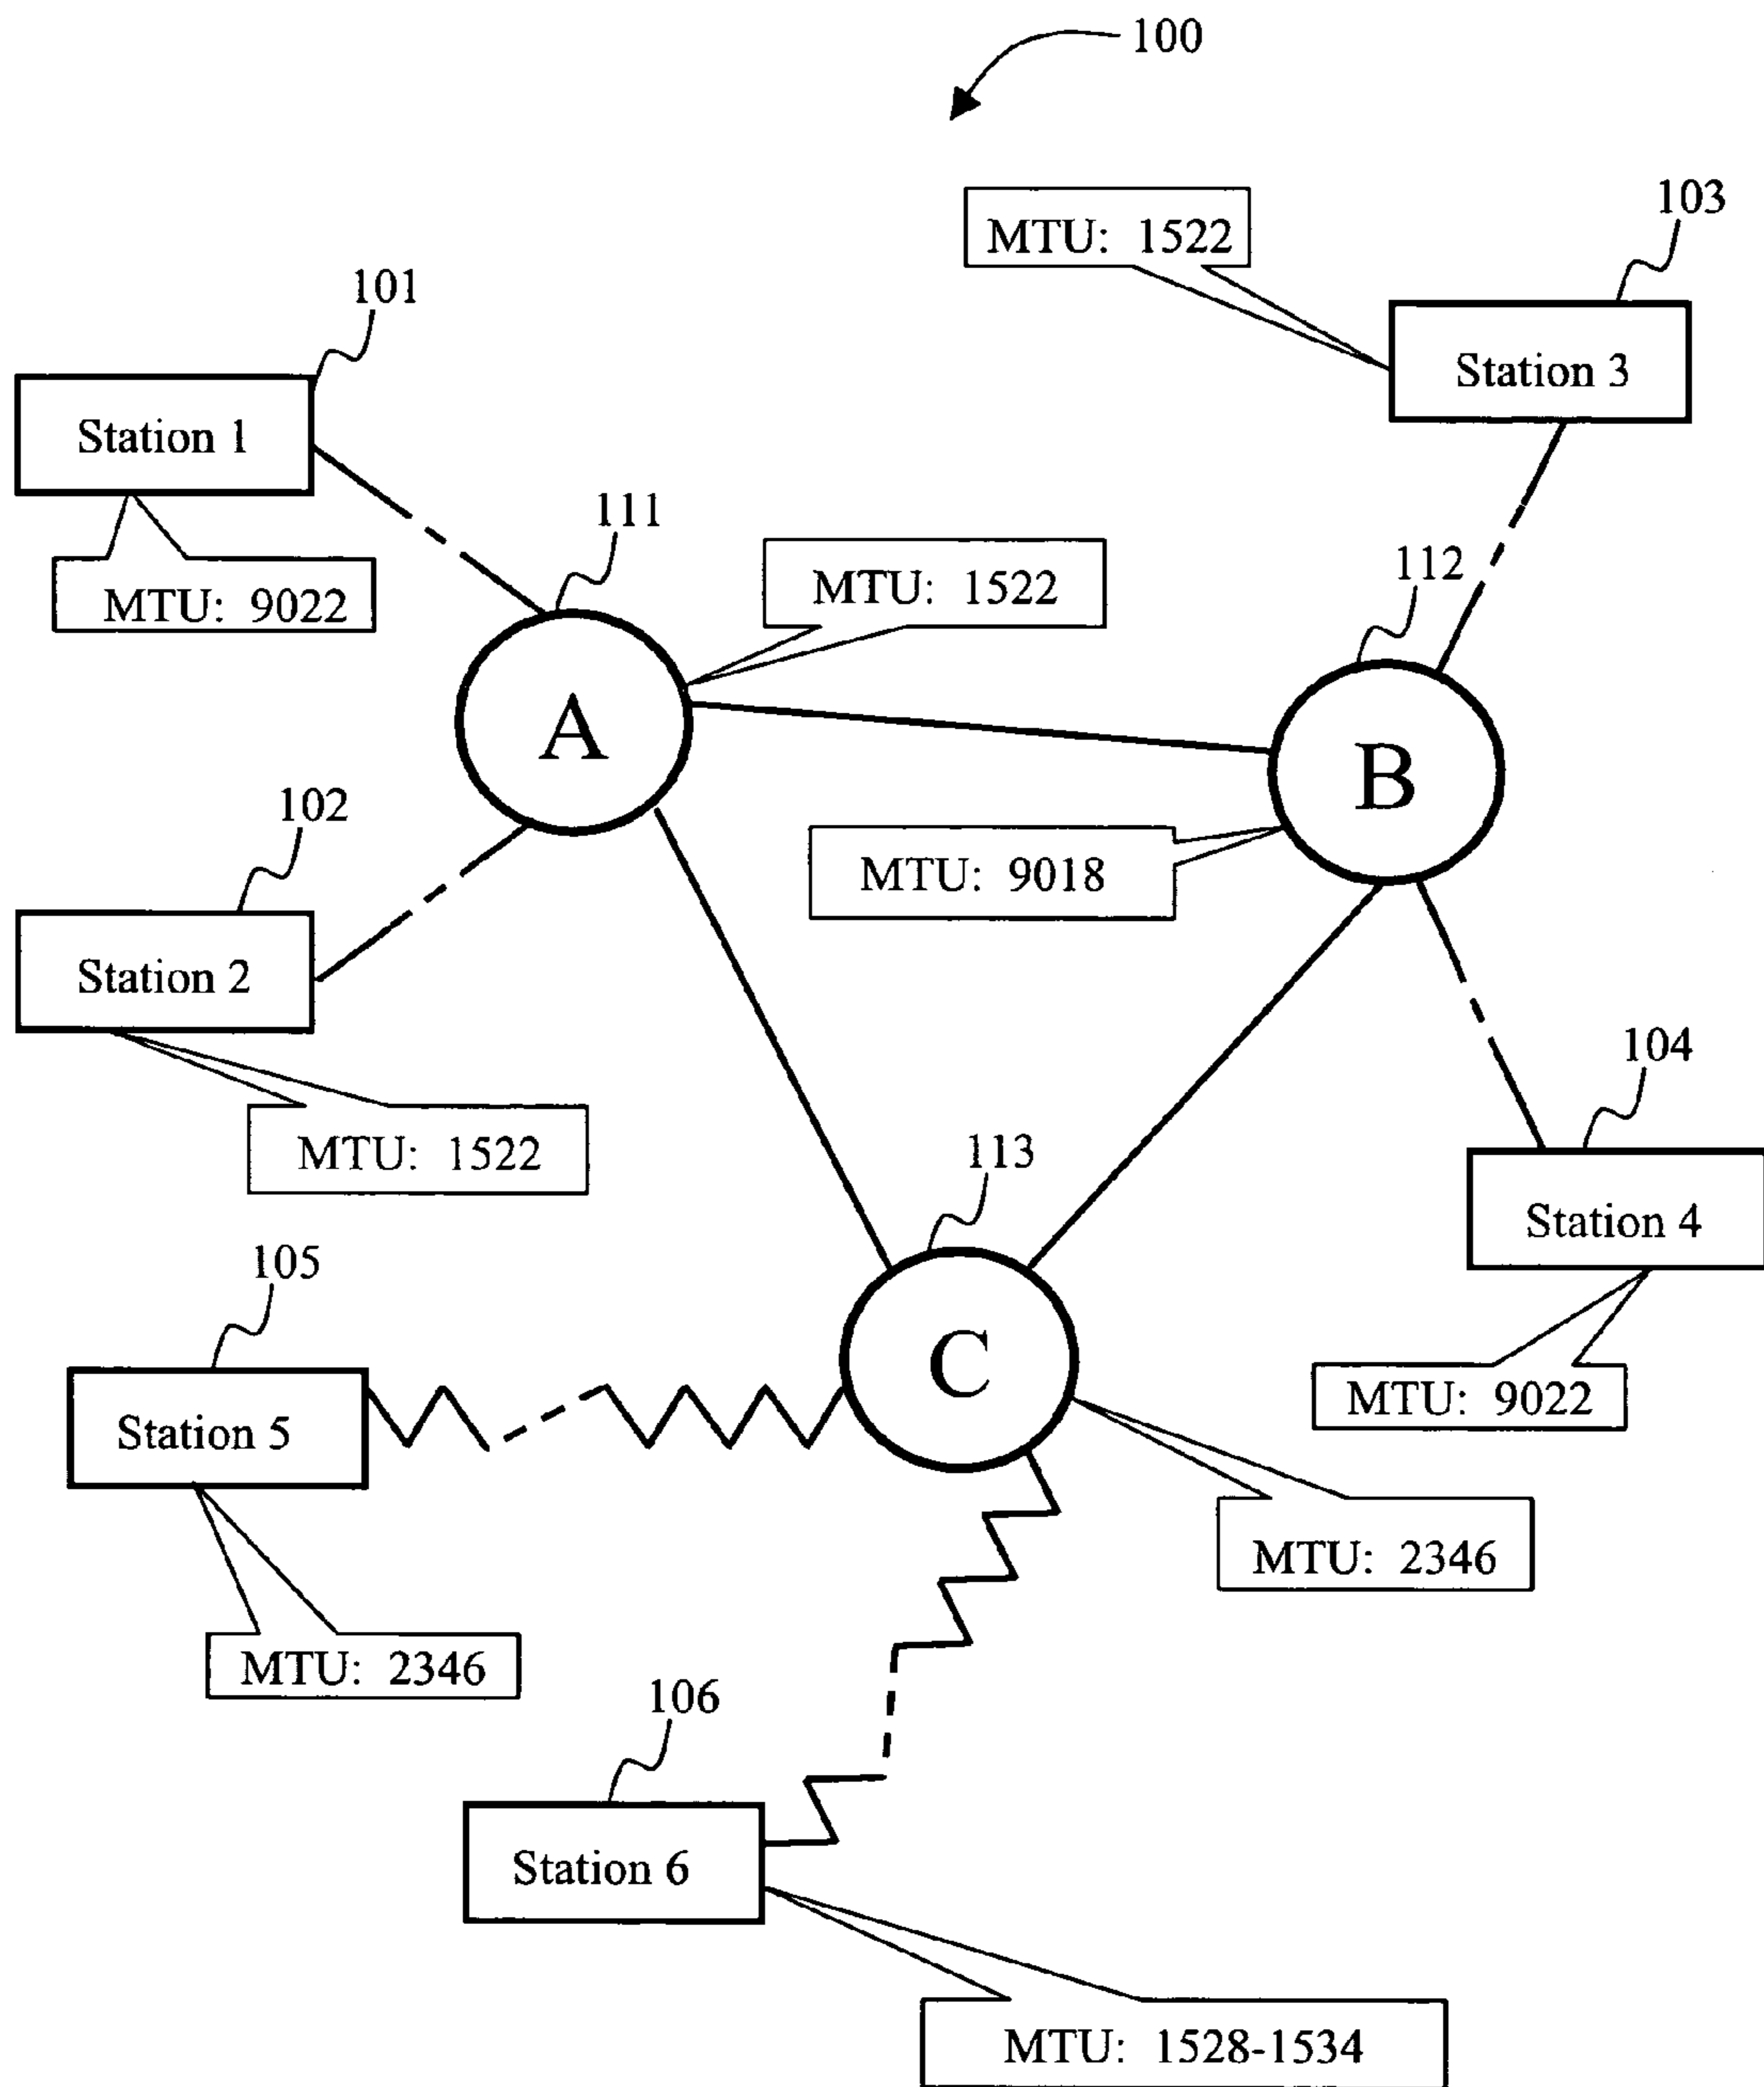 100
103
MTU: 1522
101
Station 3
Station 1
111
112
MTU: 1522
MTU: 9022
A
B
102
MTU: 9018
Station 2
104
113
MTU: 1522
Station 4
105
C
MTU: 9022
Station 5
MTU: 2346
MTU: 2346
106
Station 6
MTU: 1528-1534